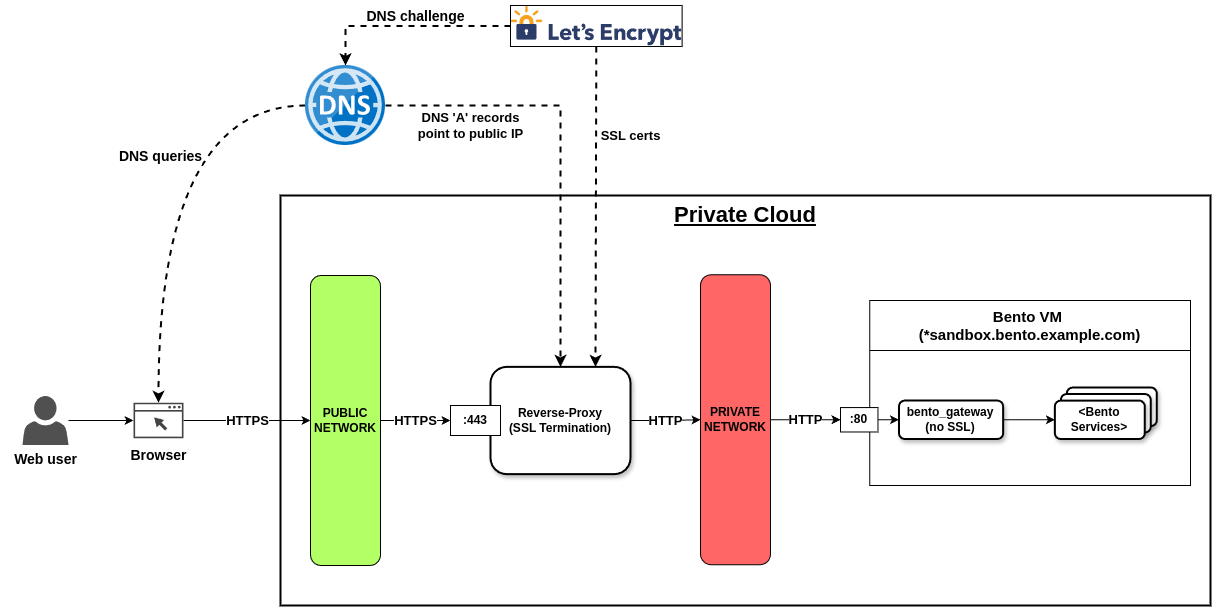 DNS challenge
Let's Encrypt
DNS
DNS 'A' records
point to public IP
SSL certs
DNS queries
Private Cloud
Bento VM
(*sandbox.bento.example.com)
Web user
Browser
HTTPS
PUBLIC
NETWORK
HTTPS
:443
Reverse-Proxy
(SSL Termination)
HTTP
PRIVATE
NETWORK
HTTP
:80
bento_gateway
(no SSL)
<Bento
Services>